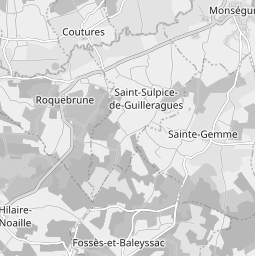 Monségur
Coutures
Saint-Sulpice-
de-Guilleragues
Roquebrune
Sainte-Gemme
Hilaire-
Noaille
Fossès-et-Baleyssac